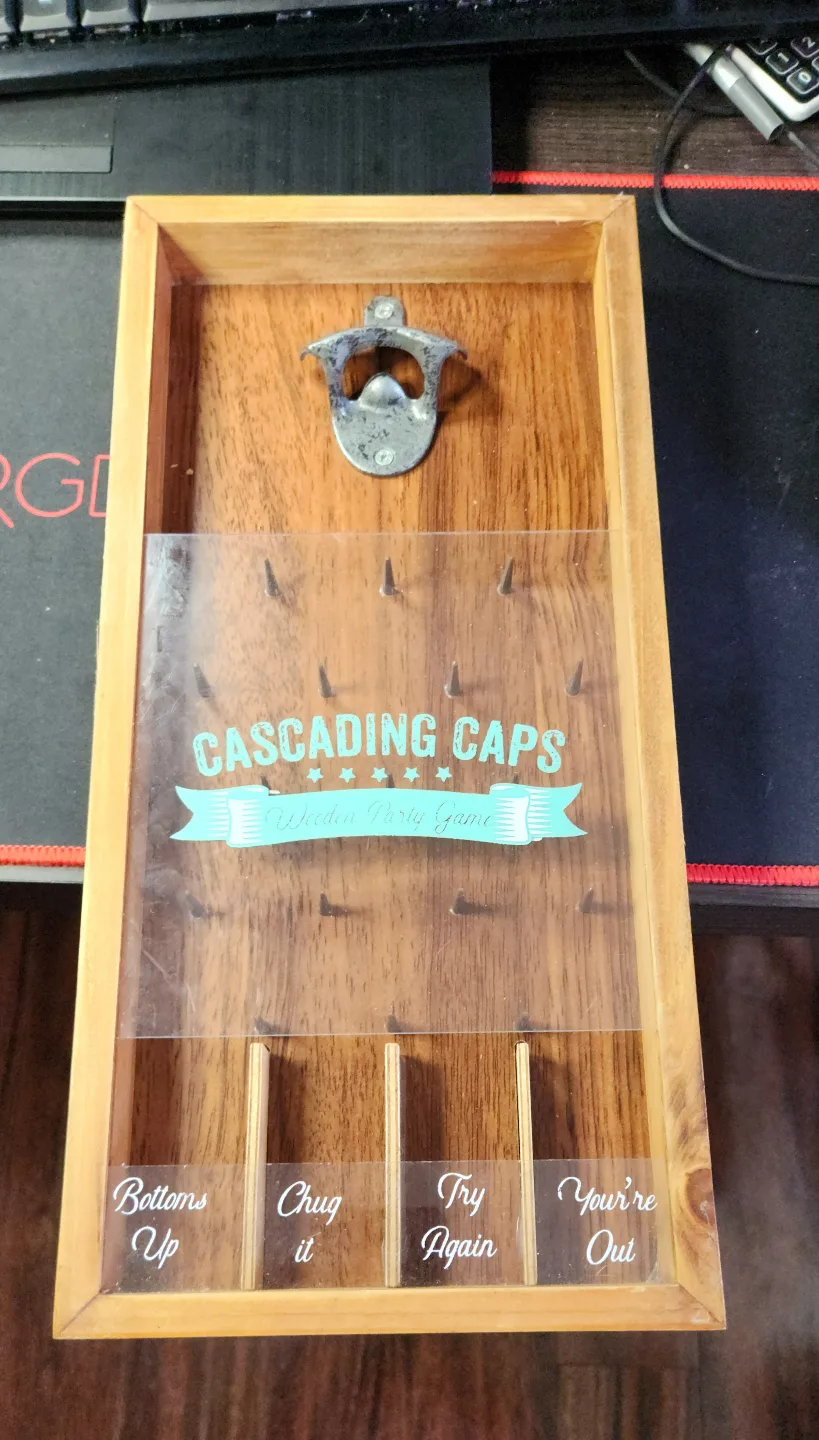 CASCADING CAPS
Wooden Party Game
Bottoms
Up
Chug
it
Try
Again
Your're
Out